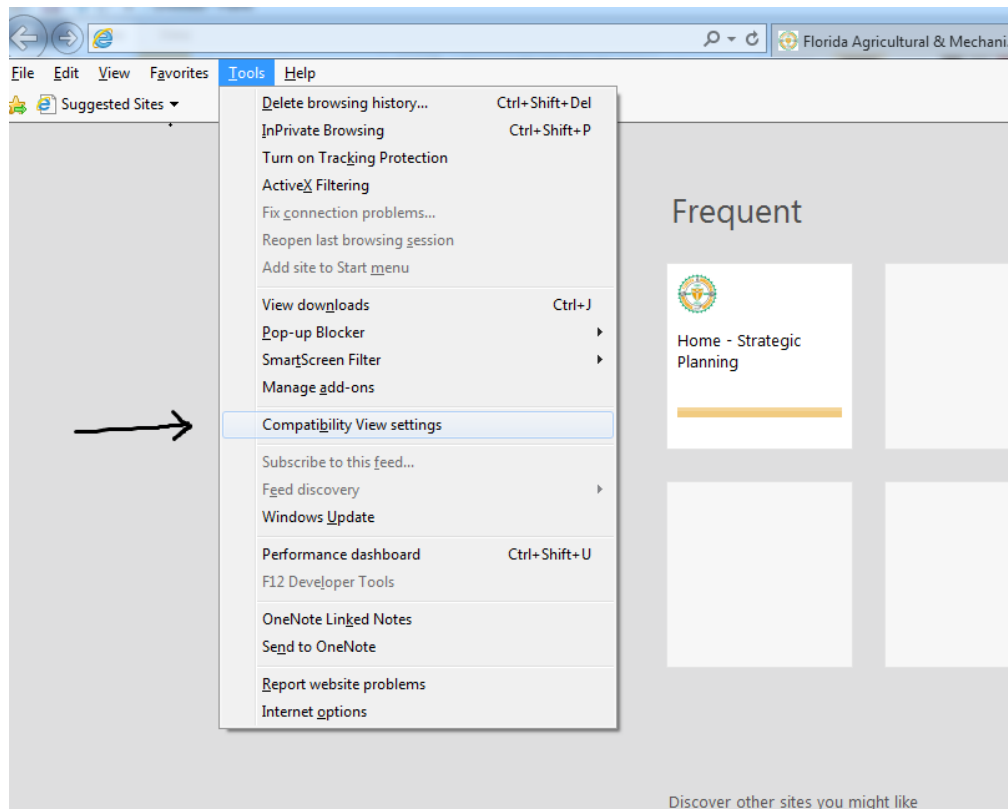 Florida Agricultural & Mechani
File Edit View Favorites Tools Help
Suggested Sites
Delete browsing history... Ctrl+Shift+Del
InPrivate Browsing Ctrl+Shift+P
Turn on Tracking Protection
ActiveX Filtering
Fix connection problems...
Reopen last browsing session
Add site to Start menu
View downloads Ctrl+J
Pop-up Blocker
SmartScreen Filter
Manage add-ons
Compatibility View settings
Subscribe to this feed...
Feed discovery
Windows Update
Performance dashboard Ctrl+Shift+U
F12 Developer Tools
OneNote Linked Notes
Send to OneNote
Report website problems
Internet options
Frequent
Home - Strategic
Planning
Discover other sites you might like